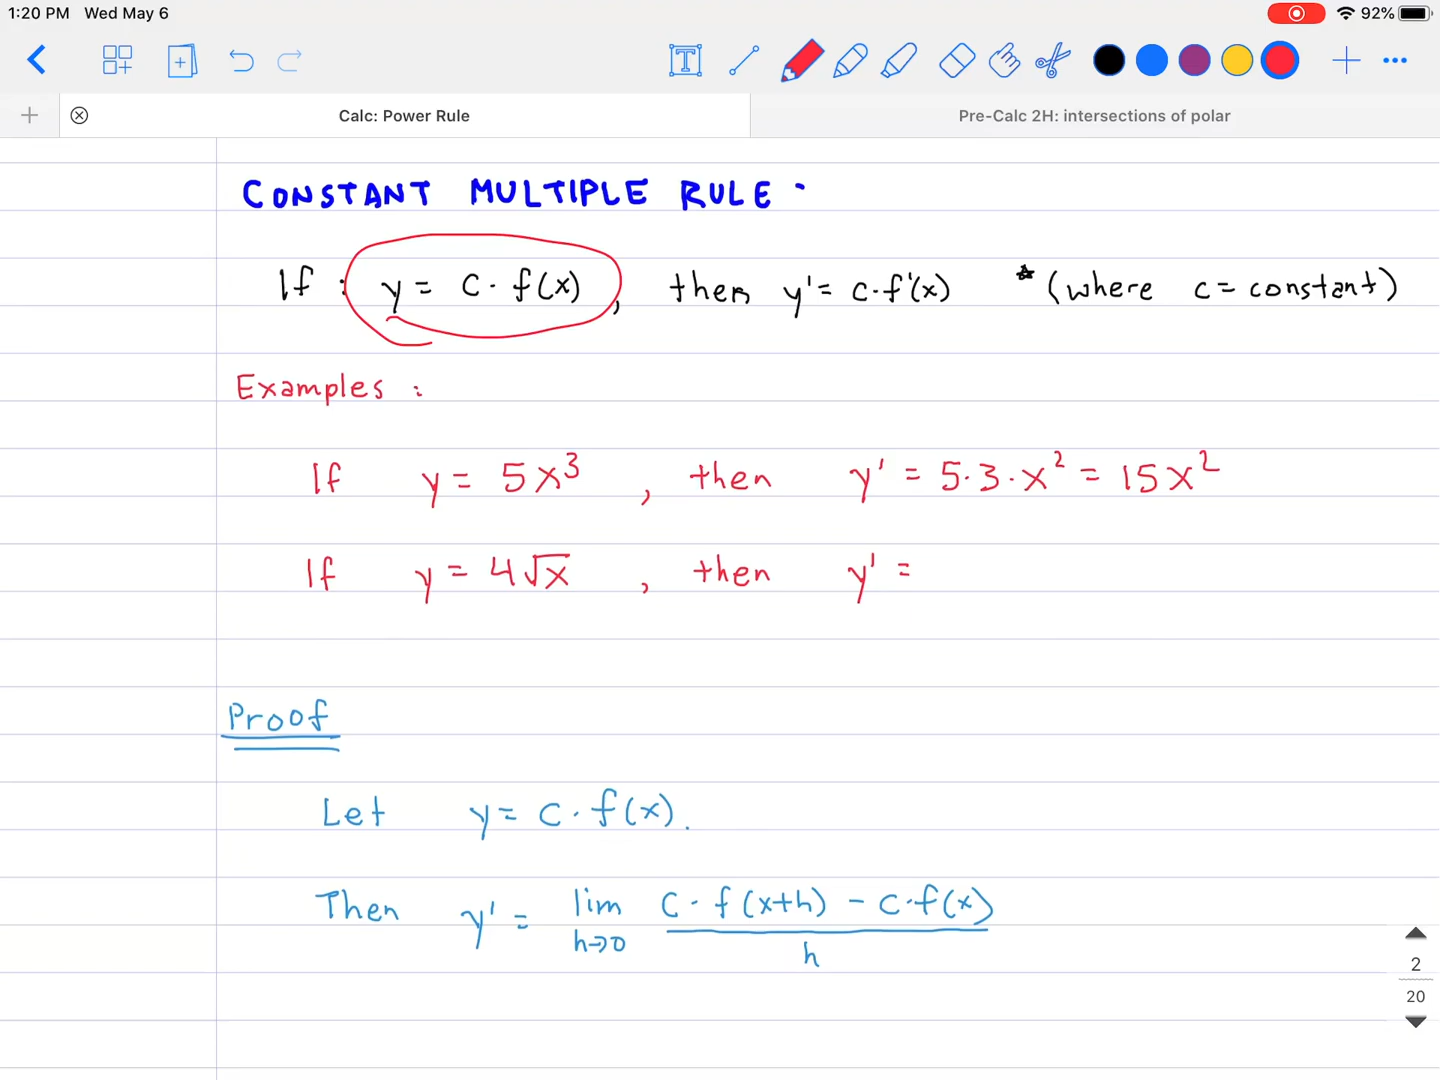 1:20 PM Wed May 6 92%
Calc: Power Rule Pre-Calc 2H: intersections of polar
CONSTANT MULTIPLE RULE:
If: y = c · f(x), then y' = c · f'(x) * (where c = constant)
Examples:
If y = 5x³, then y' = 5·3·x² = 15x²
If y = 4√x, then y' =
Proof
Let y = c · f(x).
Then y' = lim h→0 (c · f(x+h) − c · f(x)) / h
2
20